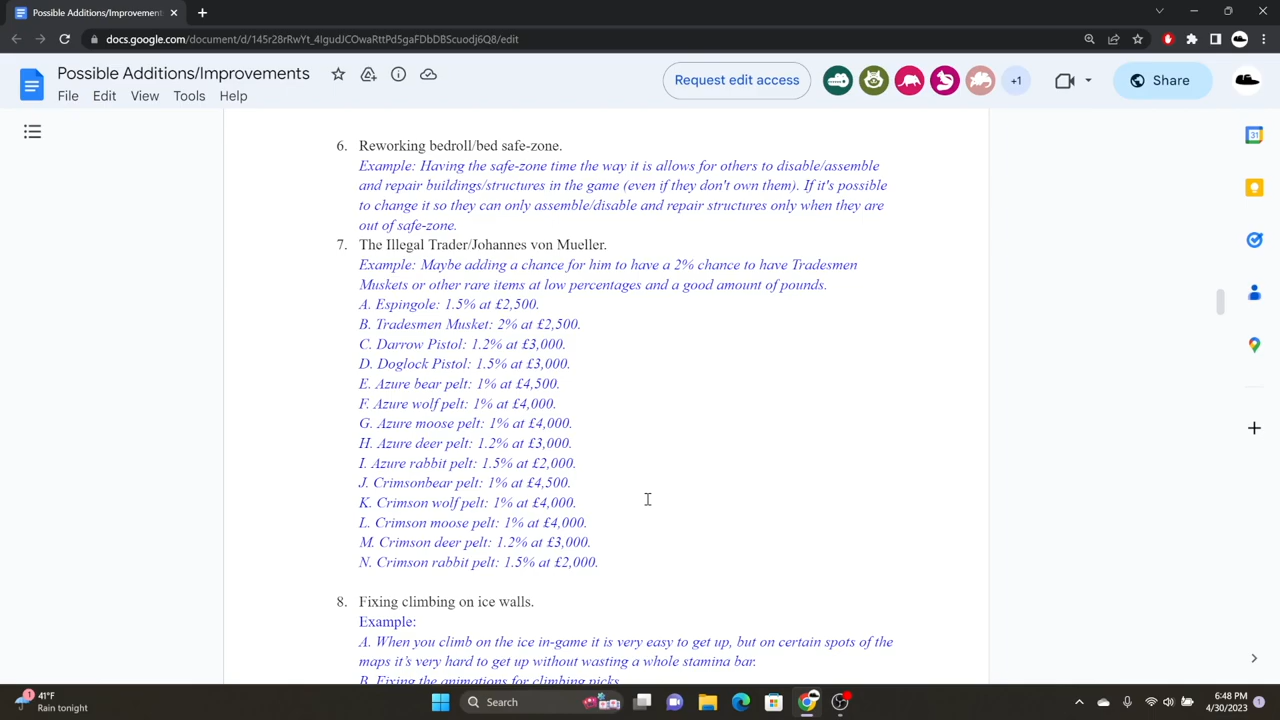 Possible Additions/Improvement
docs.google.com/document/d/145r28rRwYt_4IgudJCOwaRttPd5gaFDbDBScuodj6Q8/edit
Possible Additions/Improvements
Request edit access
+1
Share
File Edit View Tools Help
31
6. Reworking bedroll/bed safe-zone.
Example: Having the safe-zone time the way it is allows for others to disable/assemble
and repair buildings/structures in the game (even if they don't own them). If it's possible
to change it so they can only assemble/disable and repair structures only when they are
out of safe-zone.
7. The Illegal Trader/Johannes von Mueller.
Example: Maybe adding a chance for him to have a 2% chance to have Tradesmen
Muskets or other rare items at low percentages and a good amount of pounds.
A. Espingole: 1.5% at £2,500.
B. Tradesmen Musket: 2% at £2,500.
C. Darrow Pistol: 1.2% at £3,000.
D. Doglock Pistol: 1.5% at £3,000.
E. Azure bear pelt: 1% at £4,500.
F. Azure wolf pelt: 1% at £4,000.
G. Azure moose pelt: 1% at £4,000.
H. Azure deer pelt: 1.2% at £3,000.
I. Azure rabbit pelt: 1.5% at £2,000.
J. Crimsonbear pelt: 1% at £4,500.
K. Crimson wolf pelt: 1% at £4,000.
L. Crimson moose pelt: 1% at £4,000.
M. Crimson deer pelt: 1.2% at £3,000.
N. Crimson rabbit pelt: 1.5% at £2,000.
8. Fixing climbing on ice walls.
Example:
A. When you climb on the ice in-game it is very easy to get up, but on certain spots of the
maps it's very hard to get up without wasting a whole stamina bar.
B. Fixing the animations for climbing picks.
1
41°F
Rain tonight
Search
6:48 PM
4/30/2023
1